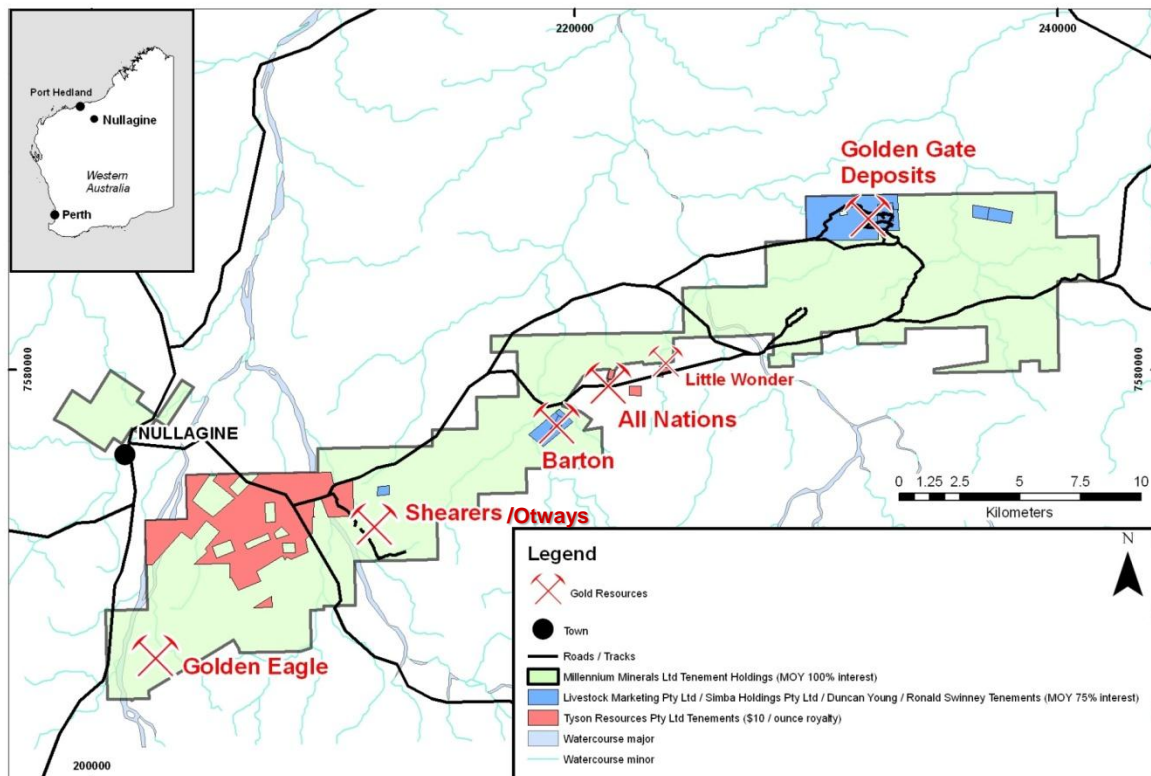 220000
240000
Port Hedland
Nullagine
Western
Australia
Perth
Golden Gate
Deposits
7580000
7580000
Little Wonder
All Nations
NULLAGINE
Barton
Shearers /Otways
0 1.25 2.5 5 7.5 10
Kilometers
Golden Eagle
N
Legend
Gold Resources
Town
Roads / Tracks
Millennium Minerals Ltd Tenement Holdings (MOY 100% interest)
Livestock Marketing Pty Ltd / Simba Holdings Pty Ltd / Duncan Young / Ronald Swinney Tenements (MOY 75% interest)
Tyson Resources Pty Ltd Tenements ($10 / ounce royalty)
Watercourse major
Watercourse minor
200000